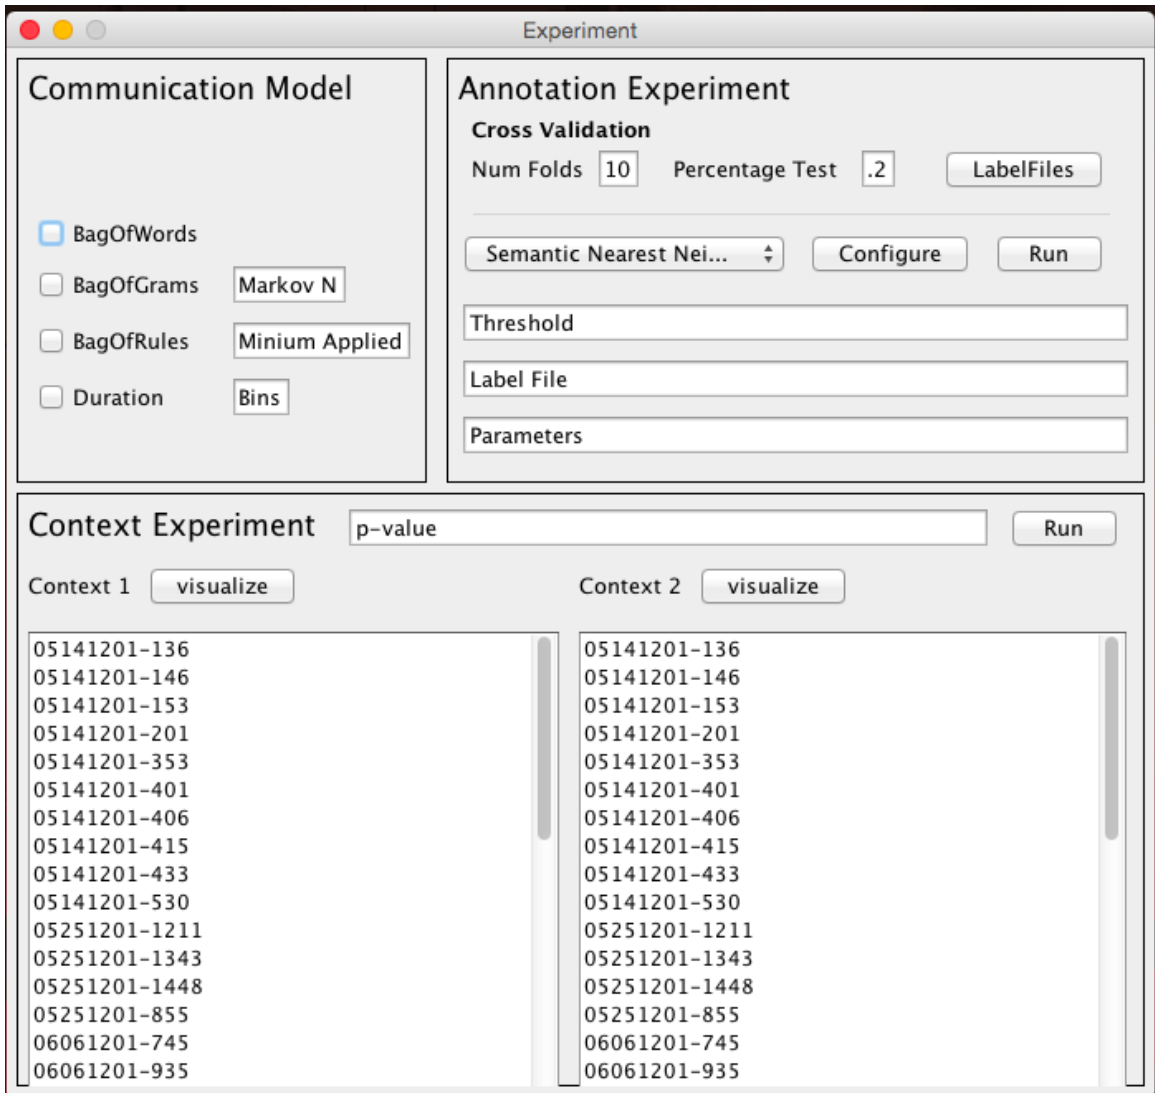 Experiment
Communication Model
BagOfWords
BagOfGrams Markov N
BagOfRules Minium Applied
Duration Bins
Annotation Experiment
Cross Validation
Num Folds 10 Percentage Test .2 LabelFiles
Semantic Nearest Nei... Configure Run
Threshold
Label File
Parameters
Context Experiment p-value Run
Context 1 visualize Context 2 visualize
05141201-136
05141201-146
05141201-153
05141201-201
05141201-353
05141201-401
05141201-406
05141201-415
05141201-433
05141201-530
05251201-1211
05251201-1343
05251201-1448
05251201-855
06061201-745
06061201-935
05141201-136
05141201-146
05141201-153
05141201-201
05141201-353
05141201-401
05141201-406
05141201-415
05141201-433
05141201-530
05251201-1211
05251201-1343
05251201-1448
05251201-855
06061201-745
06061201-935